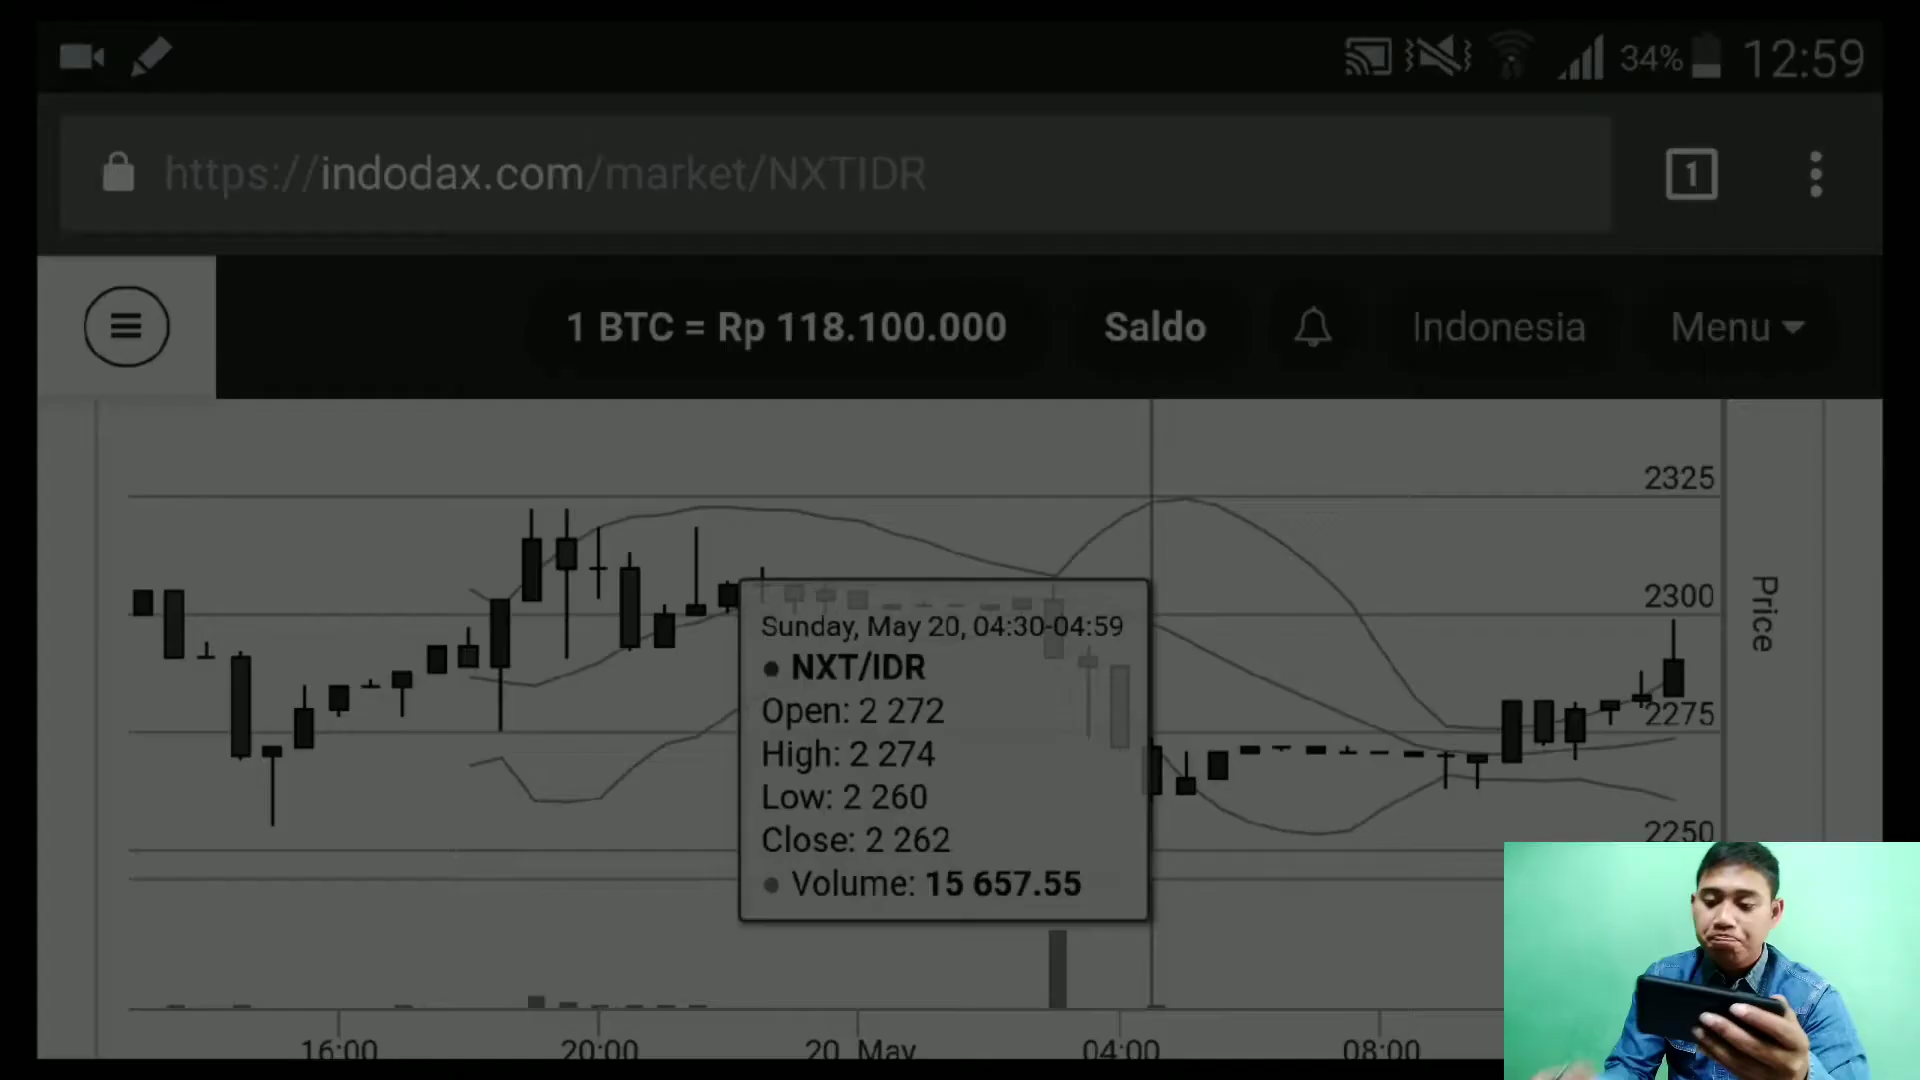 34% 12:59
https://indodax.com/market/NXTIDR
1
1 BTC = Rp 118.100.000 Saldo Indonesia Menu
2325
2300
2275
2250
Price
Sunday, May 20, 04:30-04:59
NXT/IDR
Open: 2 272
High: 2 274
Low: 2 260
Close: 2 262
Volume: 15 657.55
16:00 20:00 20 May 04:00 08:00